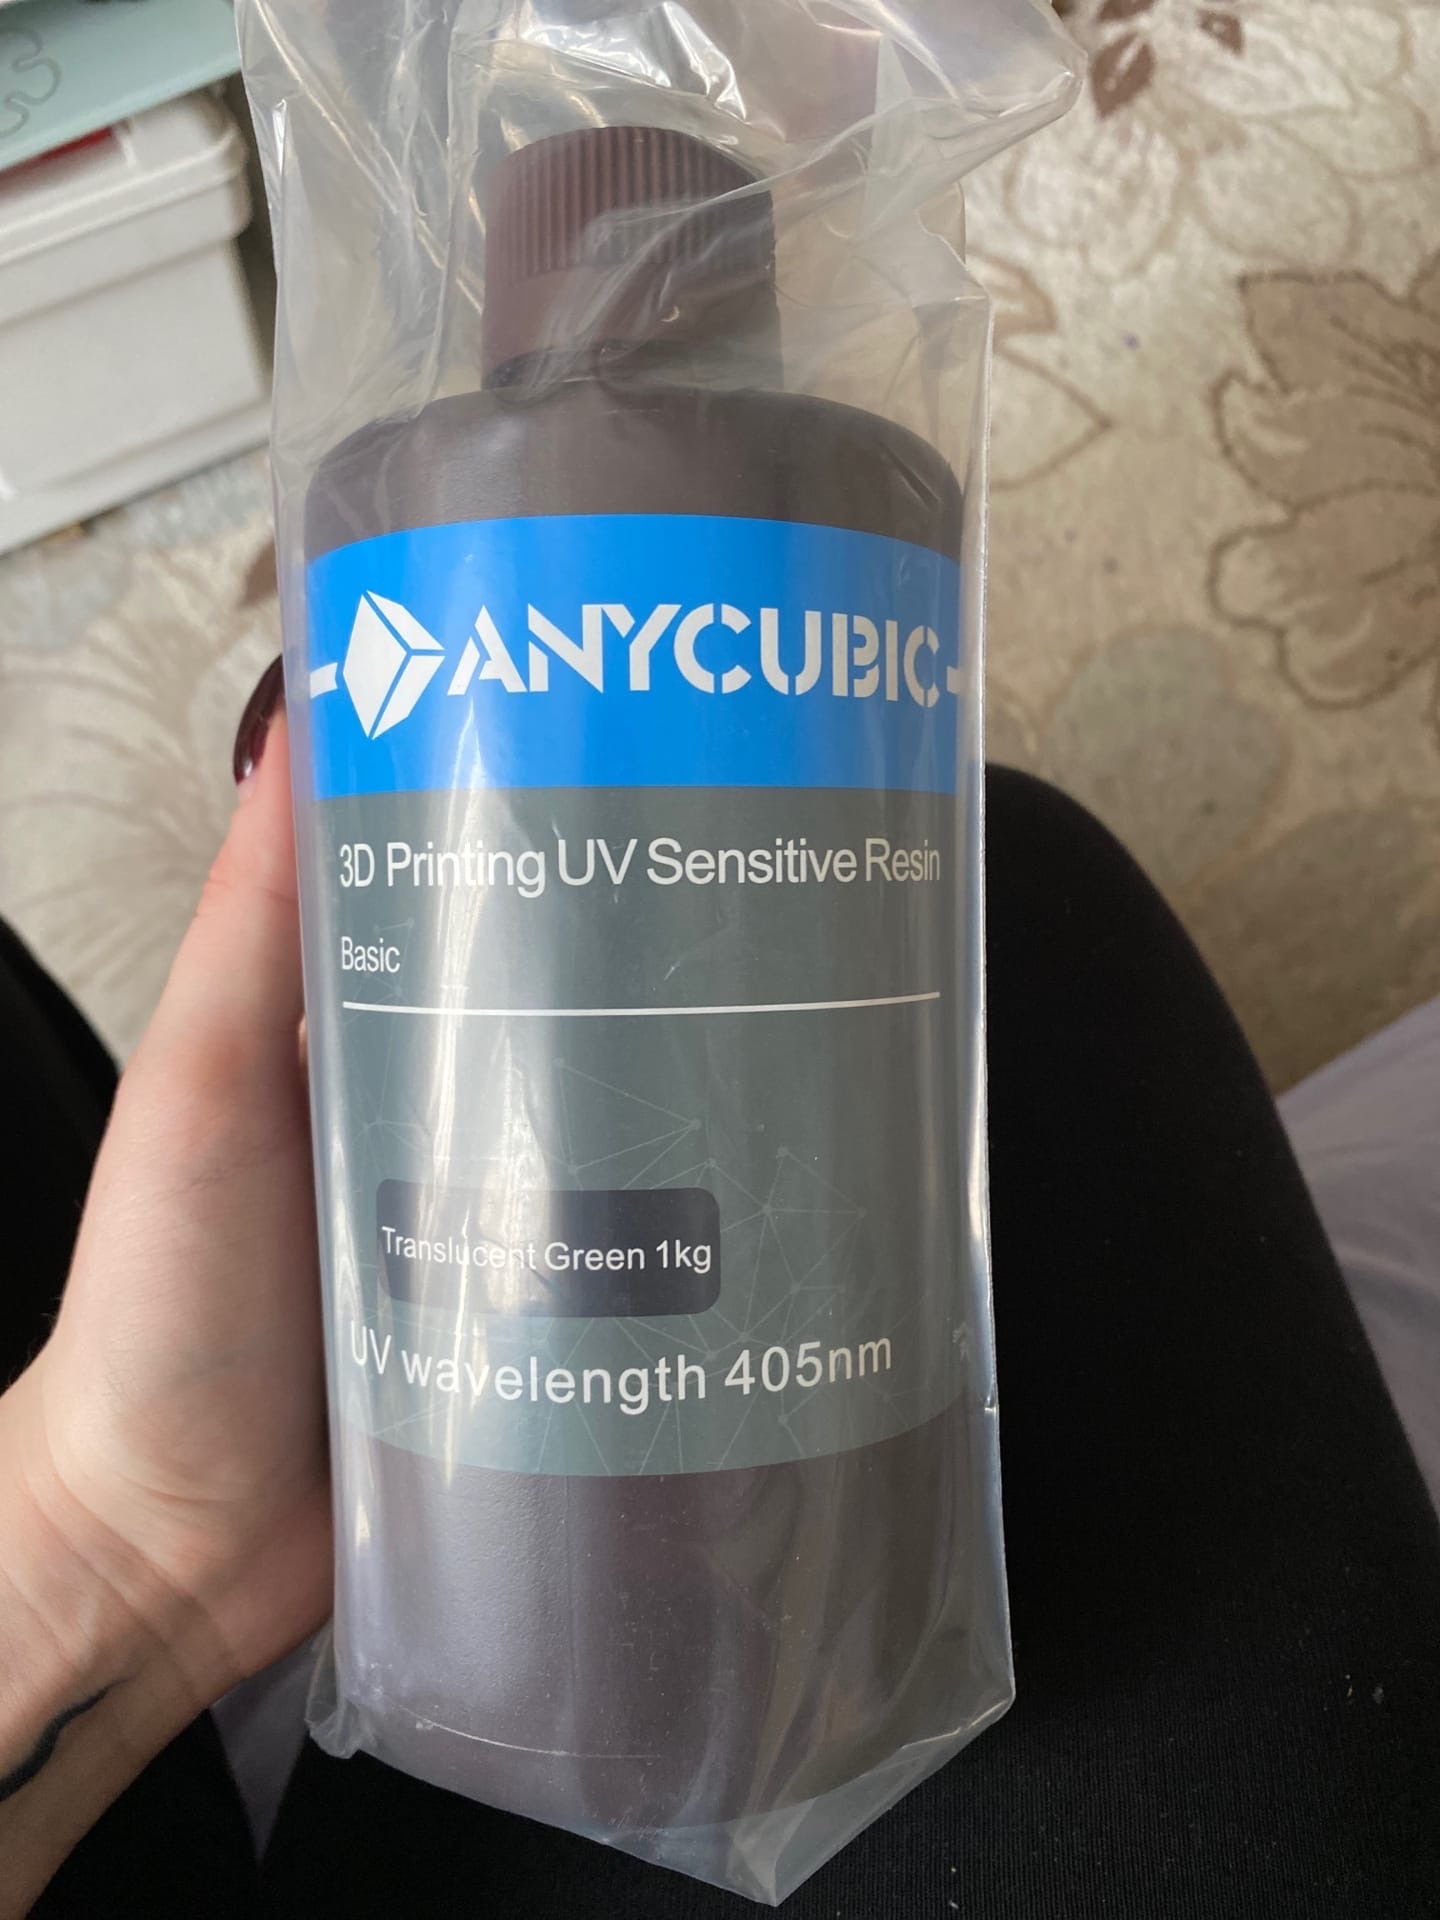 ANYCUBIC
3D Printing UV Sensitive Resin
Basic
Translucent Green 1kg
UV wavelength 405nm